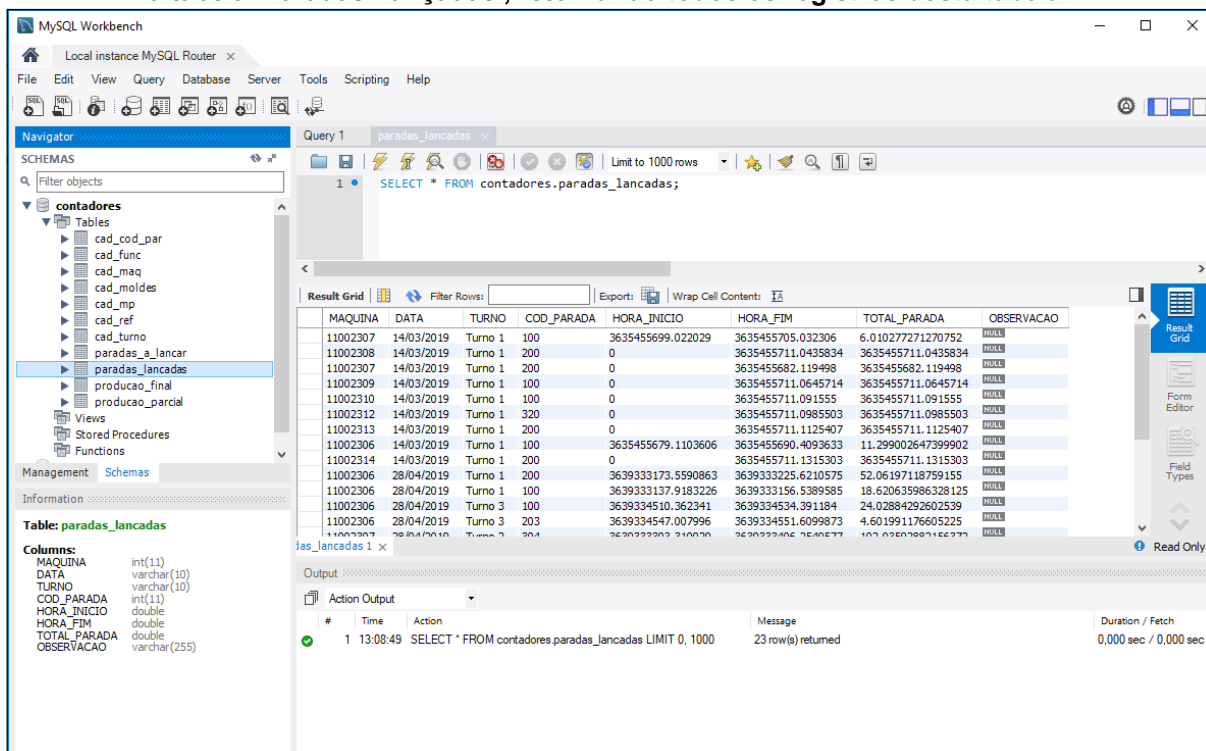 MySQL Workbench
Local instance MySQL Router
File Edit View Query Database Server Tools Scripting Help
Navigator
SCHEMAS
Filter objects
contadores
Tables
cad_cod_par
cad_func
cad_maq
cad_moldes
cad_mp
cad_ref
cad_turno
paradas_a_lancar
paradas_lancadas
producao_final
producao_parcial
Views
Stored Procedures
Functions
Management Schemas
Information
Table: paradas_lancadas
Columns:
MAQUINA int(11)
DATA varchar(10)
TURNO varchar(10)
COD_PARADA int(11)
HORA_INICIO double
HORA_FIM double
TOTAL_PARADA double
OBSERVACAO varchar(255)
Query 1 paradas_lancadas
Limit to 1000 rows
1 SELECT * FROM contadores.paradas_lancadas;
Result Grid Filter Rows: Export: Wrap Cell Content:
MAQUINA DATA TURNO COD_PARADA HORA_INICIO HORA_FIM TOTAL_PARADA OBSERVACAO
11002307 14/03/2019 Turno 1 100 3635455699.022029 3635455705.032306 6.010277271270752 NULL
11002308 14/03/2019 Turno 1 200 0 3635455711.0435834 3635455711.0435834 NULL
11002307 14/03/2019 Turno 1 200 0 3635455682.119498 3635455682.119498 NULL
11002309 14/03/2019 Turno 1 100 0 3635455711.0645714 3635455711.0645714 NULL
11002310 14/03/2019 Turno 1 100 0 3635455711.091555 3635455711.091555 NULL
11002312 14/03/2019 Turno 1 320 0 3635455711.0985503 3635455711.0985503 NULL
11002313 14/03/2019 Turno 1 200 0 3635455711.1125407 3635455711.1125407 NULL
11002306 14/03/2019 Turno 1 100 3635455679.1103606 3635455690.4093633 11.299002647399902 NULL
11002314 14/03/2019 Turno 1 200 0 3635455711.1315303 3635455711.1315303 NULL
11002306 28/04/2019 Turno 1 200 3639333173.5590863 3639333225.6210575 52.06197118759155 NULL
11002306 28/04/2019 Turno 1 100 3639333137.9183226 3639333156.5389585 18.620635986328125 NULL
11002306 28/04/2019 Turno 3 100 3639334510.362341 3639334534.391184 24.02884292602539 NULL
11002306 28/04/2019 Turno 3 203 3639334547.007996 3639334551.6099873 4.601991176605225 NULL
Result Grid
Form Editor
Field Types
das_lancadas 1 Read Only
Output
Action Output
# Time Action Message Duration / Fetch
1 13:08:49 SELECT * FROM contadores.paradas_lancadas LIMIT 0, 1000 23 row(s) returned 0,000 sec / 0,000 sec